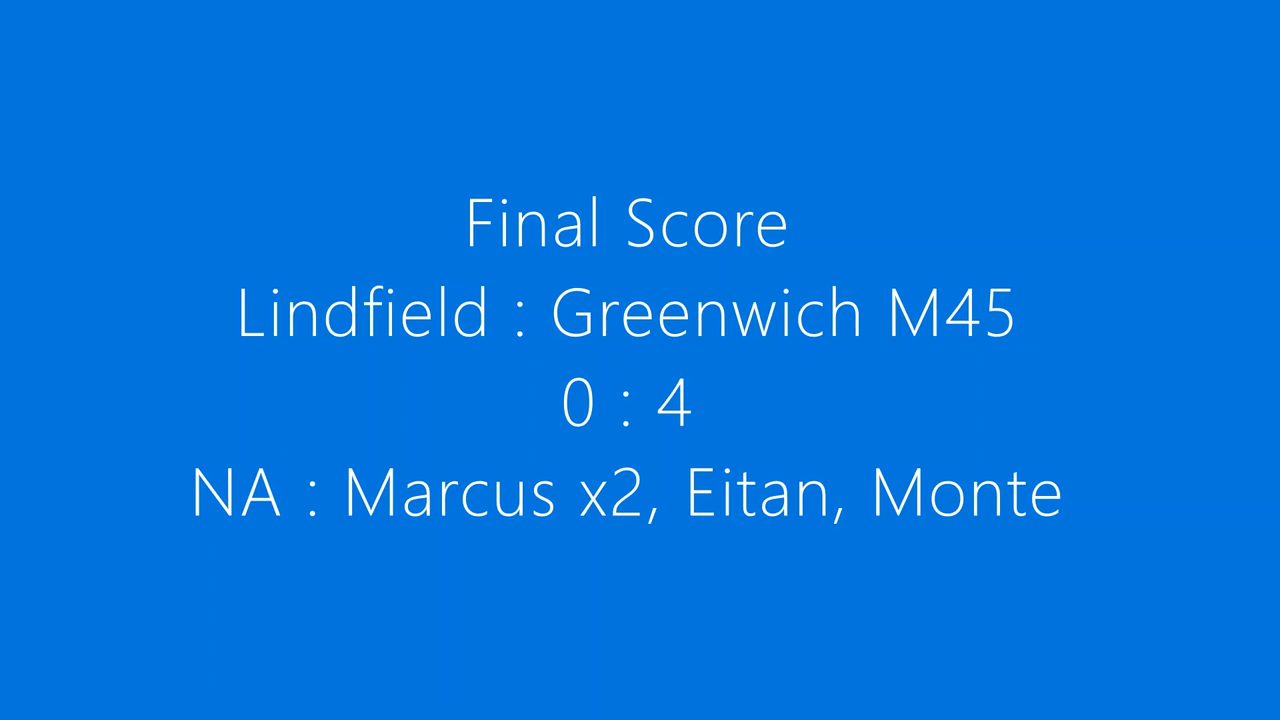 Final Score
Lindfield : Greenwich M45
0 : 4
NA : Marcus x2, Eitan, Monte